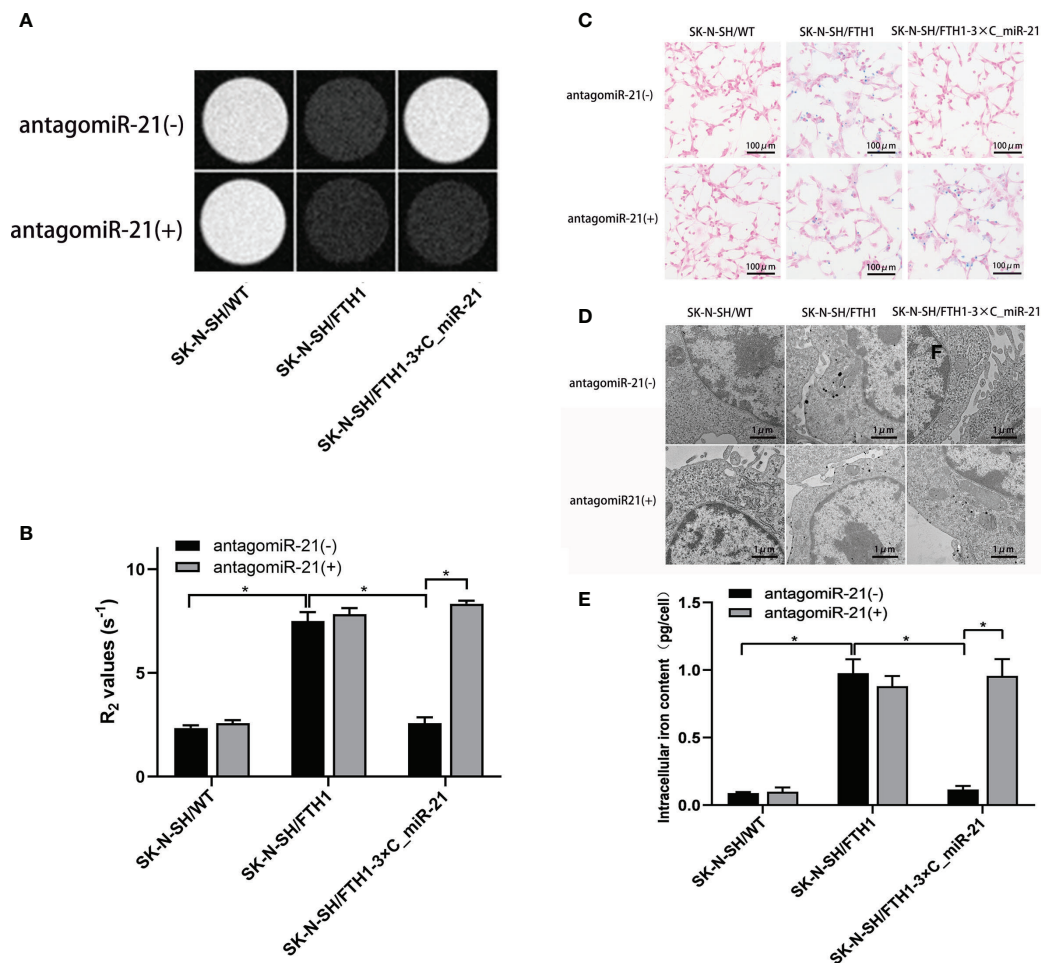 A
antagomiR-21(-)
antagomiR-21(+)
SK-N-SH/WT
SK-N-SH/FTH1
SK-N-SH/FTH1-3×C_miR-21
B
antagomiR-21(-)
antagomiR-21(+)
R2 values (s-1)
10
5
0
*
*
*
SK-N-SH/WT
SK-N-SH/FTH1
SK-N-SH/FTH1-3×C_miR-21
C
SK-N-SH/WT
SK-N-SH/FTH1
SK-N-SH/FTH1-3×C_miR-21
antagomiR-21(-)
100μm
100μm
100μm
antagomiR-21(+)
100μm
100μm
100μm
D
SK-N-SH/WT
SK-N-SH/FTH1
SK-N-SH/FTH1-3×C_miR-21
F
antagomiR-21(-)
1μm
1μm
1μm
antagomiR21(+)
1μm
1μm
1μm
E
antagomiR-21(-)
antagomiR-21(+)
Intracellular iron content（pg/cell）
1.5
1.0
0.5
0.0
*
*
*
SK-N-SH/WT
SK-N-SH/FTH1
SK-N-SH/FTH1-3×C_miR-21